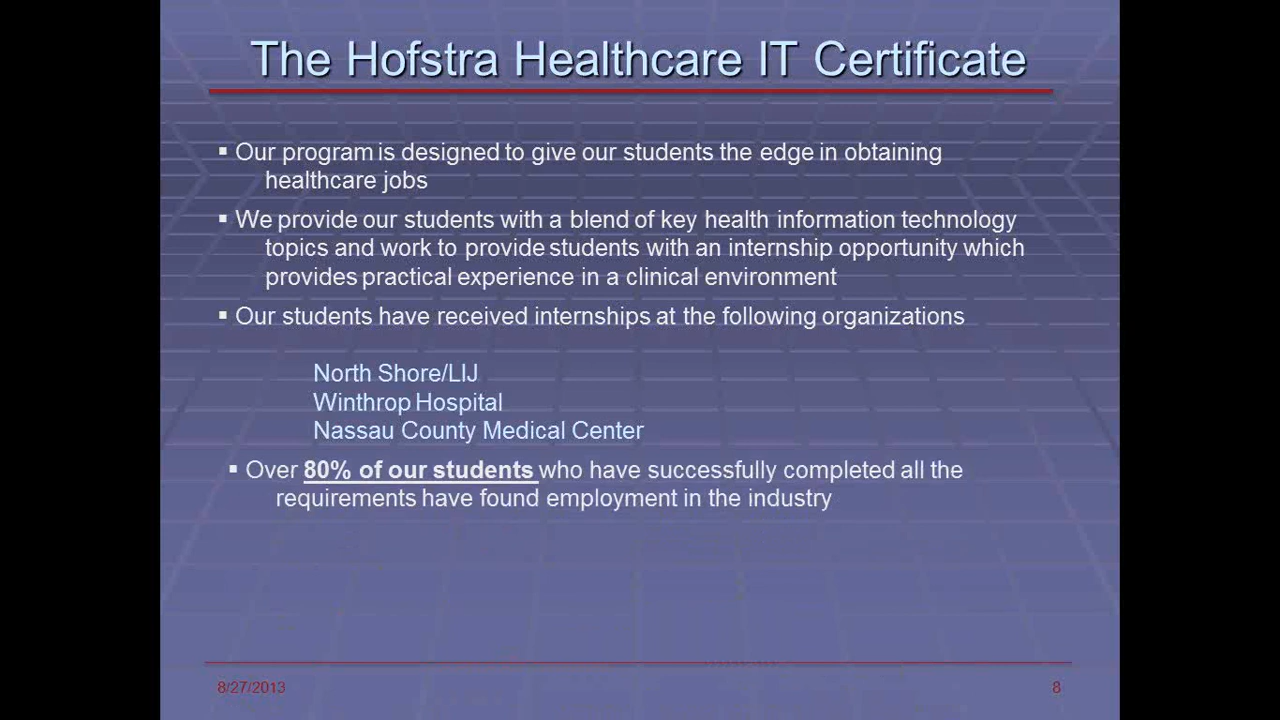 The Hofstra Healthcare IT Certificate
▪ Our program is designed to give our students the edge in obtaining
healthcare jobs
▪ We provide our students with a blend of key health information technology
topics and work to provide students with an internship opportunity which
provides practical experience in a clinical environment
▪ Our students have received internships at the following organizations
North Shore/LIJ
Winthrop Hospital
Nassau County Medical Center
▪ Over 80% of our students who have successfully completed all the
requirements have found employment in the industry
8/27/2013 8